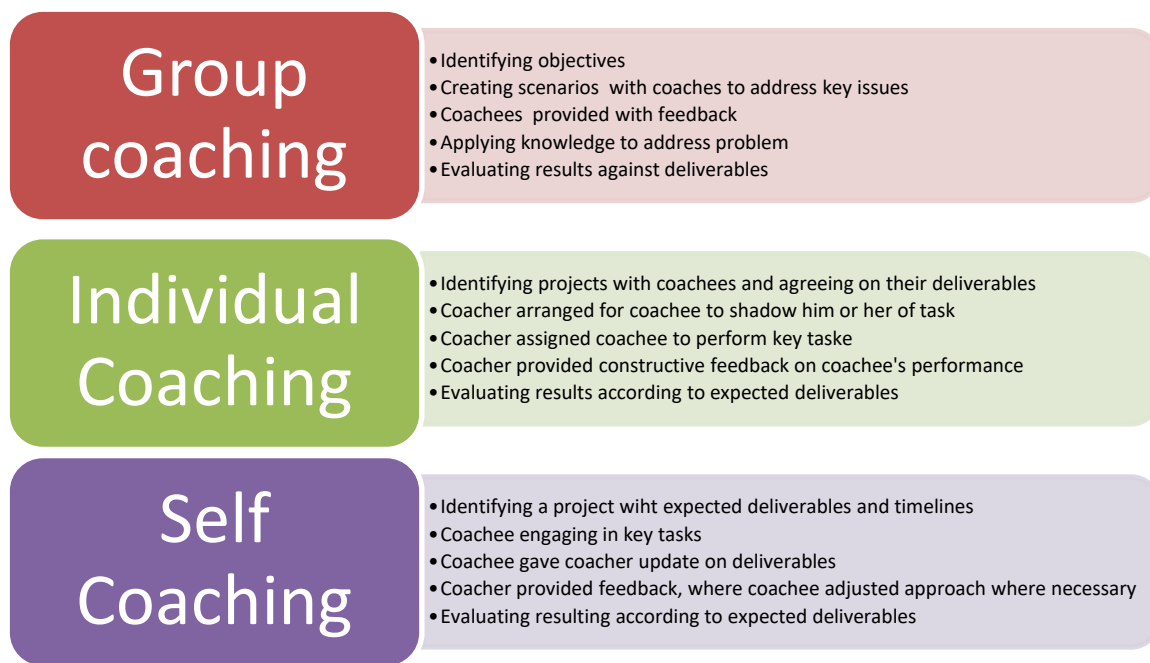 Group
coaching
•Identifying objectives
•Creating scenarios  with coaches to address key issues
•Coachees  provided with feedback
•Applying knowledge to address problem
•Evaluating results against deliverables
Individual
Coaching
•Identifying projects with coachees and agreeing on their deliverables
•Coacher arranged for coachee to shadow him or her of task
•Coacher assigned coachee to perform key taske
•Coacher provided constructive feedback on coachee's performance
•Evaluating results according to expected deliverables
Self
Coaching
•Identifying a project wiht expected deliverables and timelines
•Coachee engaging in key tasks
•Coachee gave coacher update on deliverables
•Coacher provided feedback, where coachee adjusted approach where necessary
•Evaluating resulting according to expected deliverables